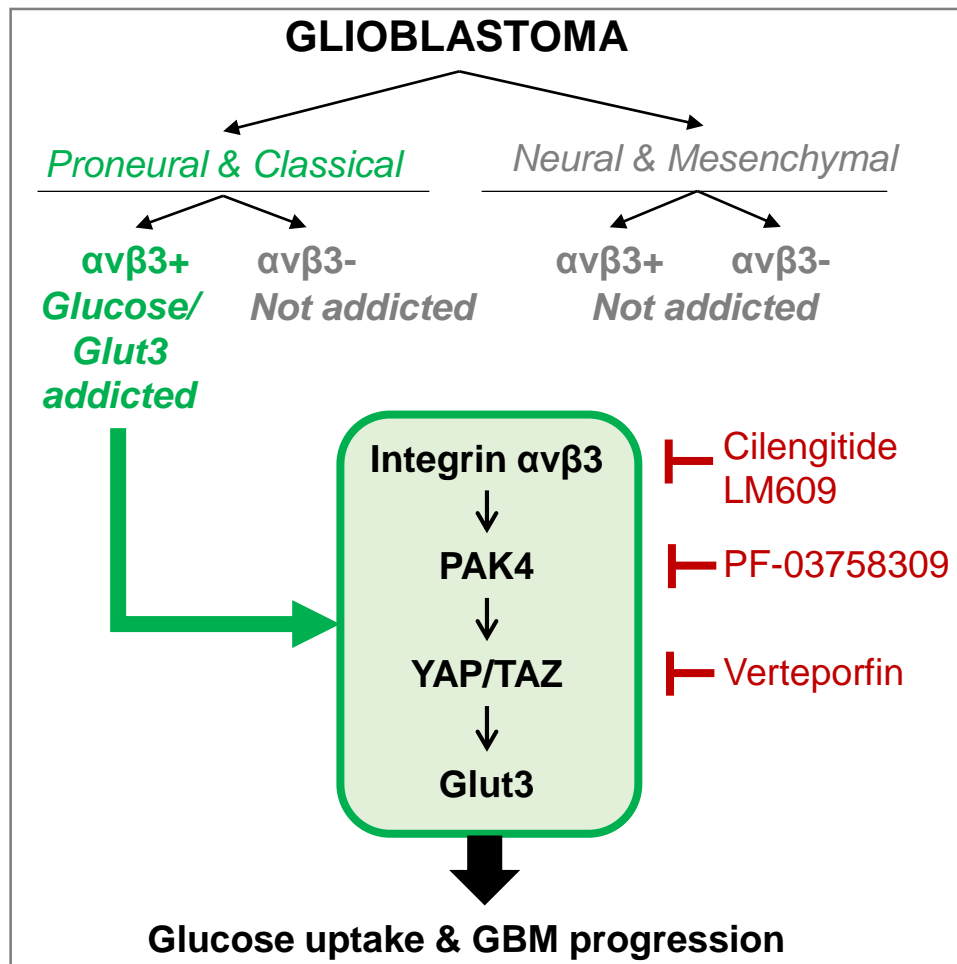 GLIOBLASTOMA
Proneural & Classical
Neural & Mesenchymal
αvβ3+
Glucose/
Glut3
addicted
αvβ3-
Not addicted
αvβ3+
αvβ3-
Not addicted
Integrin αvβ3
PAK4
YAP/TAZ
Glut3
Cilengitide
LM609
PF-03758309
Verteporfin
Glucose uptake & GBM progression